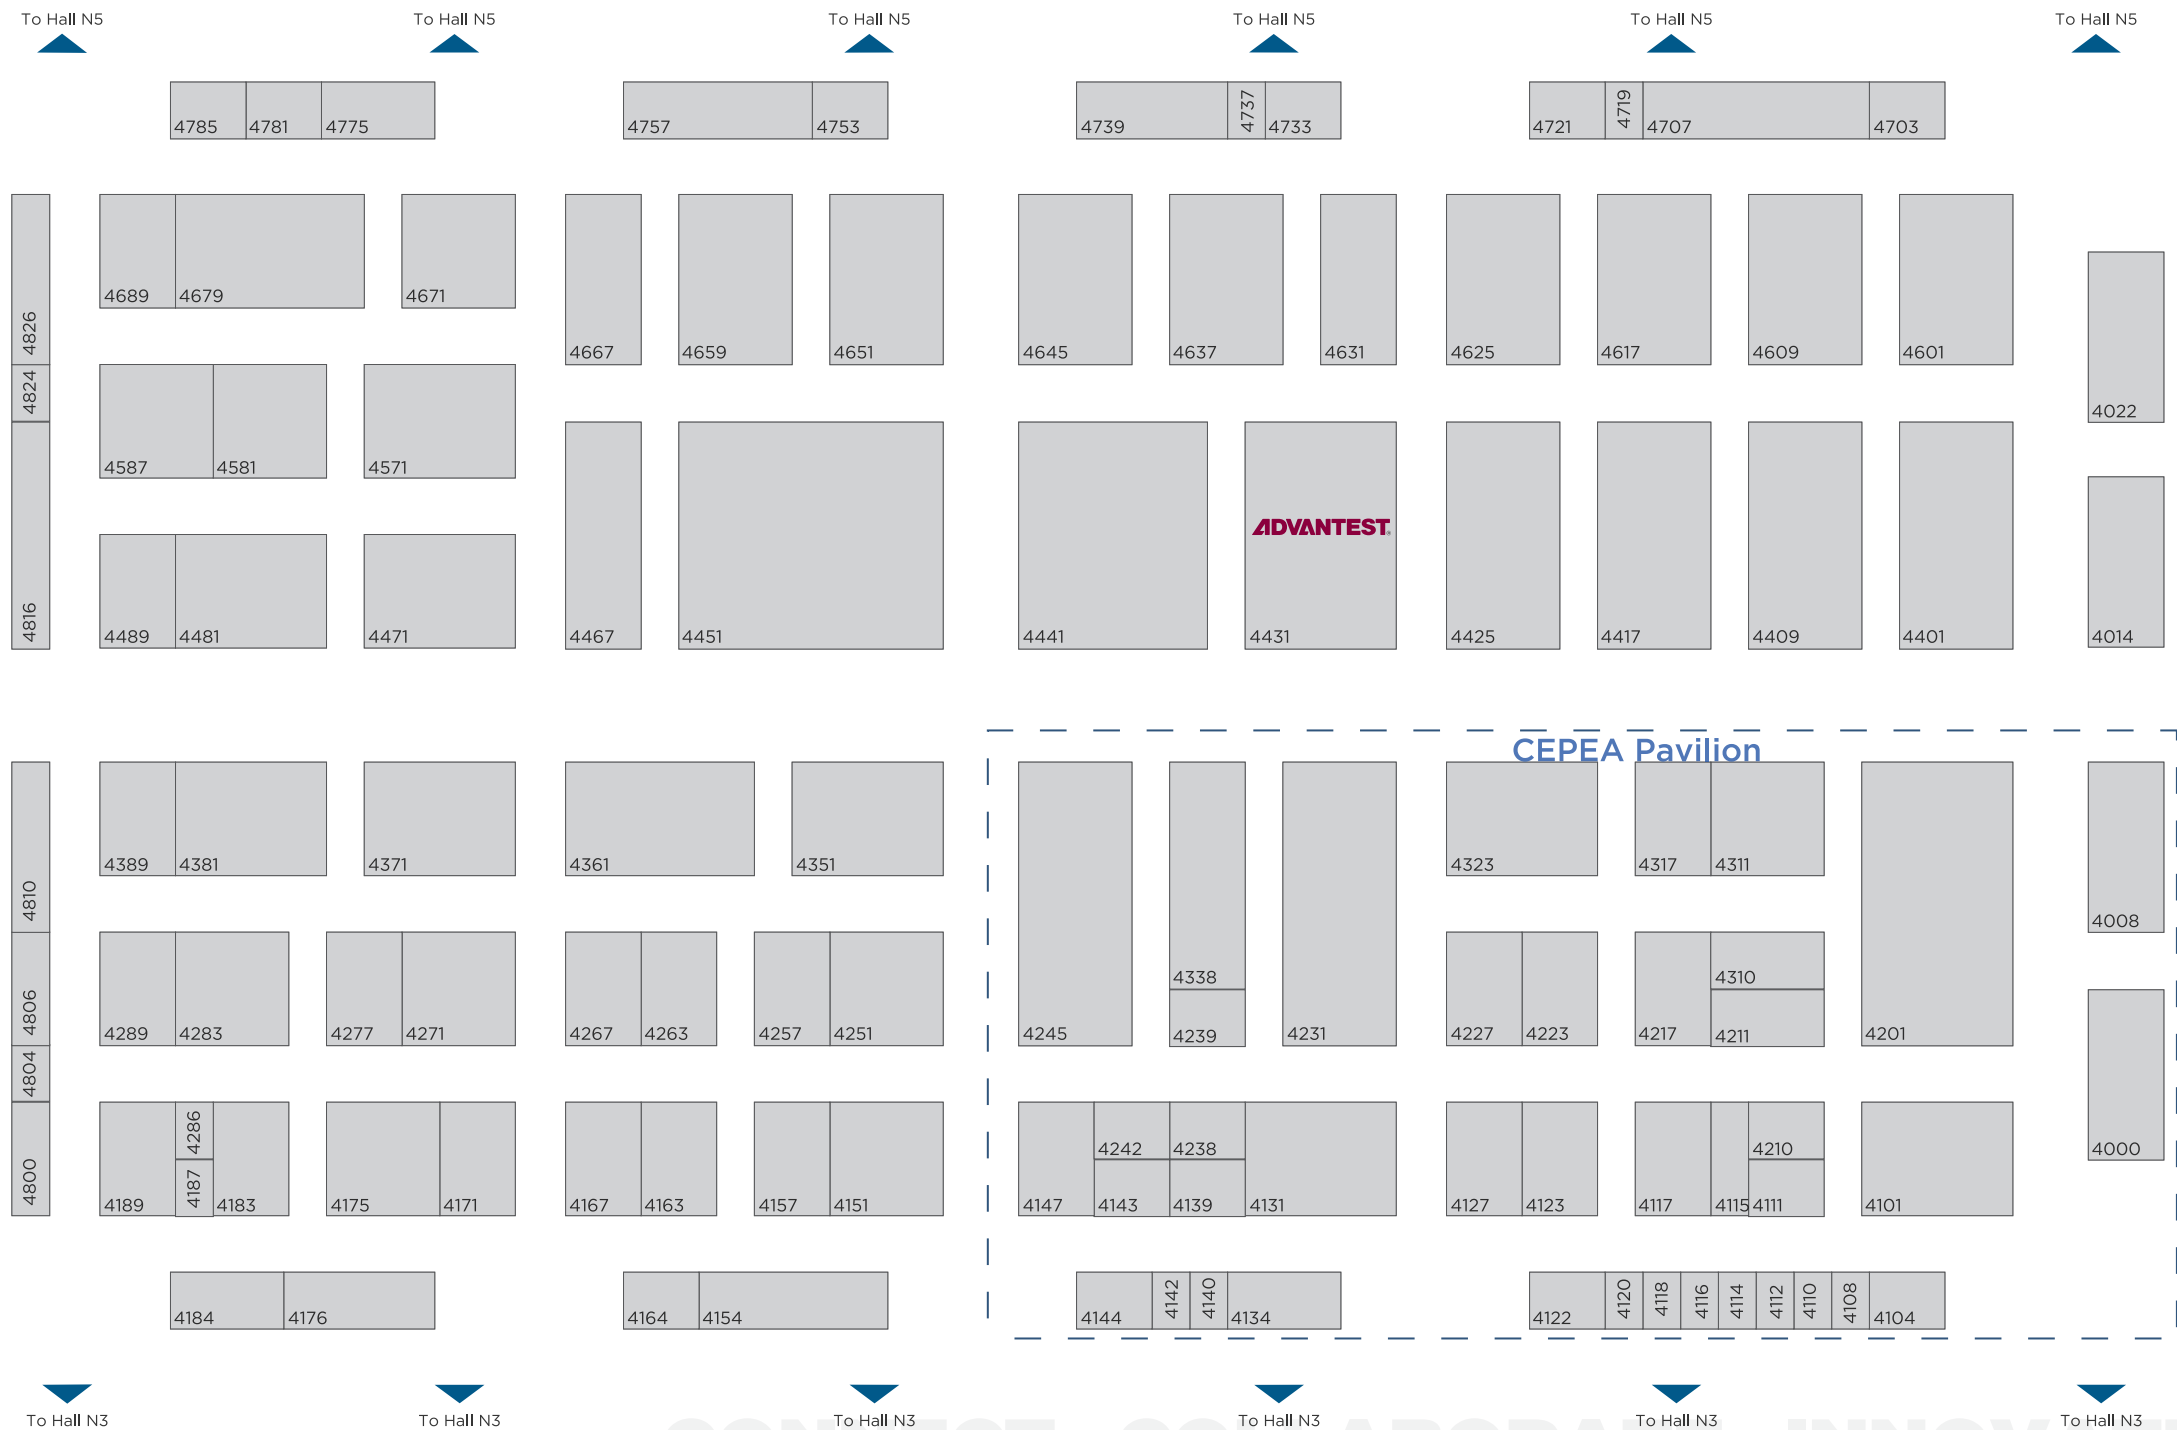 To Hall N5 To Hall N5 To Hall N5 To Hall N5 To Hall N5 To Hall N5
4785 4781 4775 4757 4753 4739 4737 4733 4721 4719 4707 4703
4689 4679 4671
4826 4667 4659 4651 4645 4637 4631 4625 4617 4609 4601
4824 4022
4587 4581 4571
ADVANTEST®
4816 4489 4481 4471 4467 4451 4441 4431 4425 4417 4409 4401 4014
CEPEA Pavilion
4389 4381 4371 4361 4351 4323 4317 4311
4810 4008
4338 4310
4806 4289 4283 4277 4271 4267 4263 4257 4251 4245 4239 4231 4227 4223 4217 4211 4201
4804
4286 4242 4238 4210 4000
4800 4189 4187 4183 4175 4171 4167 4163 4157 4151 4147 4143 4139 4131 4127 4123 4117 4115 4111 4101
4184 4176 4164 4154 4144 4142 4140 4134 4122 4120 4118 4116 4114 4112 4110 4108 4104
To Hall N3 To Hall N3 To Hall N3 To Hall N3 To Hall N3 To Hall N3